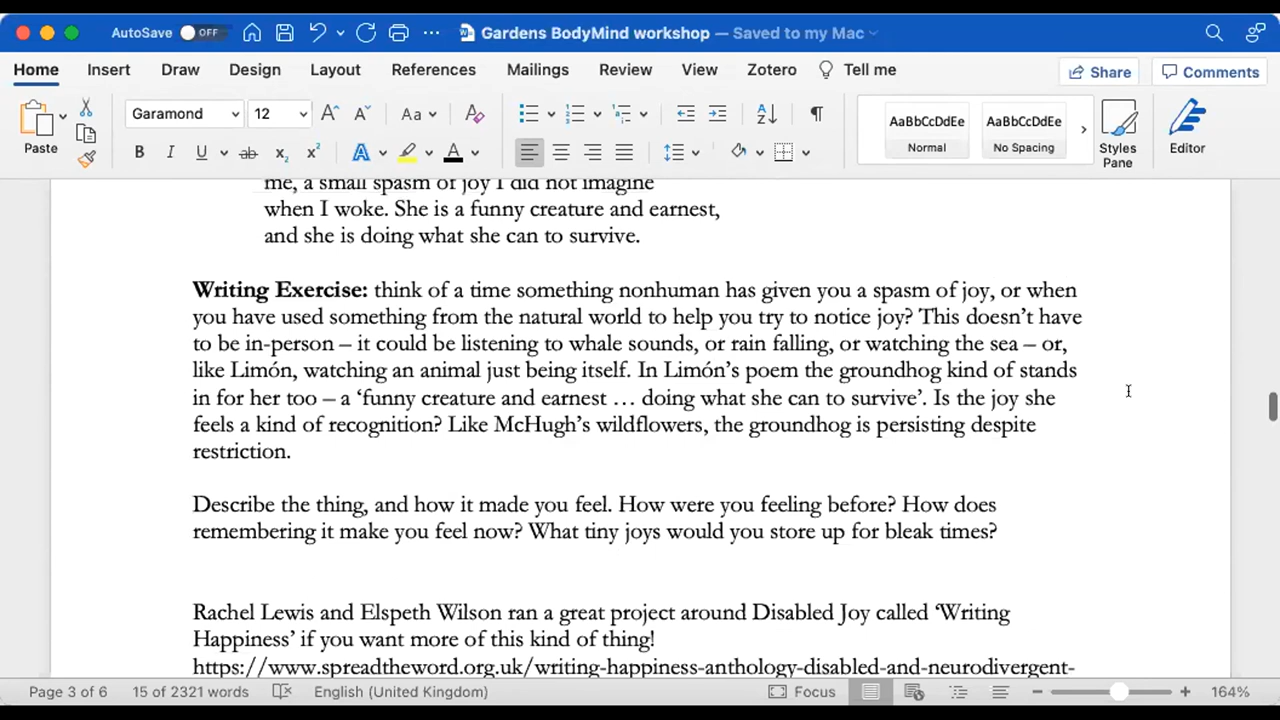 AutoSave OFF Gardens BodyMind workshop — Saved to my Mac
Home Insert Draw Design Layout References Mailings Review View Zotero Tell me Share Comments
Paste Garamond 12 Aa AaBbCcDdEe Normal AaBbCcDdEe No Spacing Styles Pane Editor
me, a small spasm of joy I did not imagine
when I woke. She is a funny creature and earnest,
and she is doing what she can to survive.
Writing Exercise: think of a time something nonhuman has given you a spasm of joy, or when
you have used something from the natural world to help you try to notice joy? This doesn’t have
to be in-person – it could be listening to whale sounds, or rain falling, or watching the sea – or,
like Limón, watching an animal just being itself. In Limón’s poem the groundhog kind of stands
in for her too – a ‘funny creature and earnest … doing what she can to survive’. Is the joy she
feels a kind of recognition? Like McHugh’s wildflowers, the groundhog is persisting despite
restriction.
Describe the thing, and how it made you feel. How were you feeling before? How does
remembering it make you feel now? What tiny joys would you store up for bleak times?
Rachel Lewis and Elspeth Wilson ran a great project around Disabled Joy called ‘Writing
Happiness’ if you want more of this kind of thing!
https://www.spreadtheword.org.uk/writing-happiness-anthology-disabled-and-neurodivergent-
Page 3 of 6 15 of 2321 words English (United Kingdom) Focus 164%